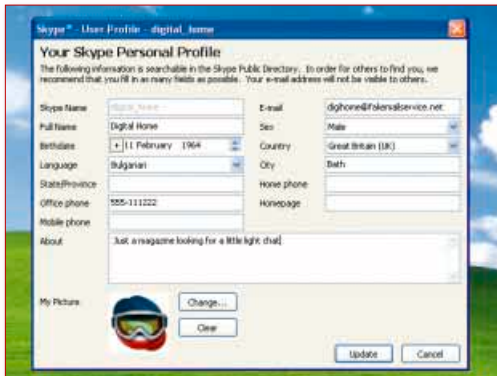 Skype™ - User Profile - digital_home
Your Skype Personal Profile
The following information is searchable in the Skype Public Directory. In order for others to find you, we
recommend that you fill in as many fields as possible. Your e-mail address will not be visible to others.
Skype Name digital_home E-mail dighome@fakemailservice.net
Full Name Digital Home Sex Male
Birthdate + 11 February 1964 Country Great Britain (UK)
Language Bulgarian City Bath
State/Province Home phone
Office phone 555-111222 Homepage
Mobile phone
About Just a magazine looking for a little light chat
My Picture Change...
Clear
Update Cancel